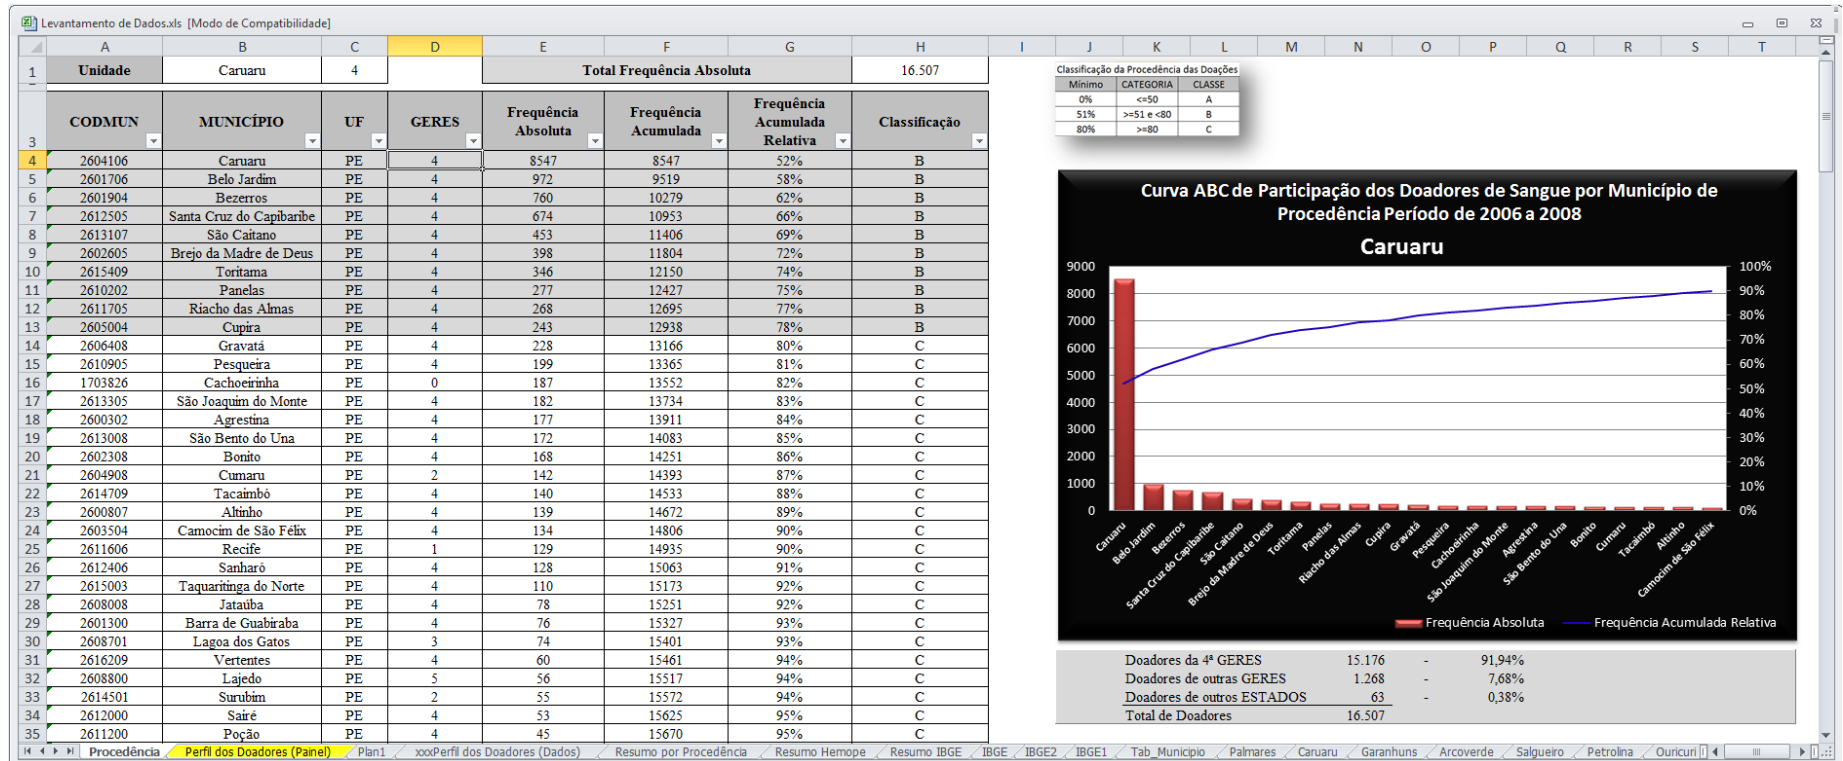 Levantamento de Dados.xls [Modo de Compatibilidade]
A B C D E F G H I J K L M N O P Q R S T
1 Unidade Caruaru 4 Total Frequência Absoluta 16.507
3 CODMUN MUNICÍPIO UF GERES Frequência Absoluta Frequência Acumulada Frequência Acumulada Relativa Classificação
4 2604106 Caruaru PE 4 8547 8547 52% B
5 2601706 Belo Jardim PE 4 972 9519 58% B
6 2601904 Bezerros PE 4 760 10279 62% B
7 2612505 Santa Cruz do Capibaribe PE 4 674 10953 66% B
8 2613107 São Caitano PE 4 453 11406 69% B
9 2602605 Brejo da Madre de Deus PE 4 398 11804 72% B
10 2615409 Toritama PE 4 346 12150 74% B
11 2610202 Panelas PE 4 277 12427 75% B
12 2611705 Riacho das Almas PE 4 268 12695 77% B
13 2605004 Cupira PE 4 243 12938 78% B
14 2606408 Gravatá PE 4 228 13166 80% C
15 2610905 Pesqueira PE 4 199 13365 81% C
16 1703826 Cachoeirinha PE 0 187 13552 82% C
17 2613305 São Joaquim do Monte PE 4 182 13734 83% C
18 2600302 Agrestina PE 4 177 13911 84% C
19 2613008 São Bento do Una PE 4 172 14083 85% C
20 2602308 Bonito PE 4 168 14251 86% C
21 2604908 Cumaru PE 2 142 14393 87% C
22 2614709 Tacaimbó PE 4 140 14533 88% C
23 2600807 Altinho PE 4 139 14672 89% C
24 2603504 Camocim de São Félix PE 4 134 14806 90% C
25 2611606 Recife PE 1 129 14935 90% C
26 2612406 Sanharó PE 4 128 15063 91% C
27 2615003 Taquaritinga do Norte PE 4 110 15173 92% C
28 2608008 Jataúba PE 4 78 15251 92% C
29 2601300 Barra de Guabiraba PE 4 76 15327 93% C
30 2608701 Lagoa dos Gatos PE 3 74 15401 93% C
31 2616209 Vertentes PE 4 60 15461 94% C
32 2608800 Lajedo PE 5 56 15517 94% C
33 2614501 Surubim PE 2 55 15572 94% C
34 2612000 Sairé PE 4 53 15625 95% C
35 2611200 Poção PE 4 45 15670 95% C
Classificação da Procedência das Doações
Mínimo CATEGORIA CLASSE
0% <=50 A
51% >=51 e <80 B
80% >=80 C
Curva ABC de Participação dos Doadores de Sangue por Município de
Procedência Período de 2006 a 2008
Caruaru
9000 100%
8000 90%
7000 80%
6000 70%
5000 60%
4000 50%
3000 40%
2000 30%
1000 20%
0 10%
0%
Caruaru
Belo Jardim
Bezerros
Santa Cruz do Capibaribe
São Caitano
Brejo da Madre de Deus
Toritama
Panelas
Riacho das Almas
Cupira
Gravatá
Pesqueira
Cachoeirinha
São Joaquim do Monte
Agrestina
São Bento do Una
Bonito
Cumaru
Tacaimbó
Altinho
Camocim de São Félix
Frequência Absoluta Frequência Acumulada Relativa
Doadores da 4ª GERES 15.176 - 91,94%
Doadores de outras GERES 1.268 - 7,68%
Doadores de outros ESTADOS 63 - 0,38%
Total de Doadores 16.507
Procedência Perfil dos Doadores (Painel) Plan1 xxxPerfil dos Doadores (Dados) Resumo por Procedência Resumo Hemope Resumo IBGE IBGE IBGE2 IBGE1 Tab_Municipio Palmares Caruaru Garanhuns Arcoverde Salgueiro Petrolina Ouricuri